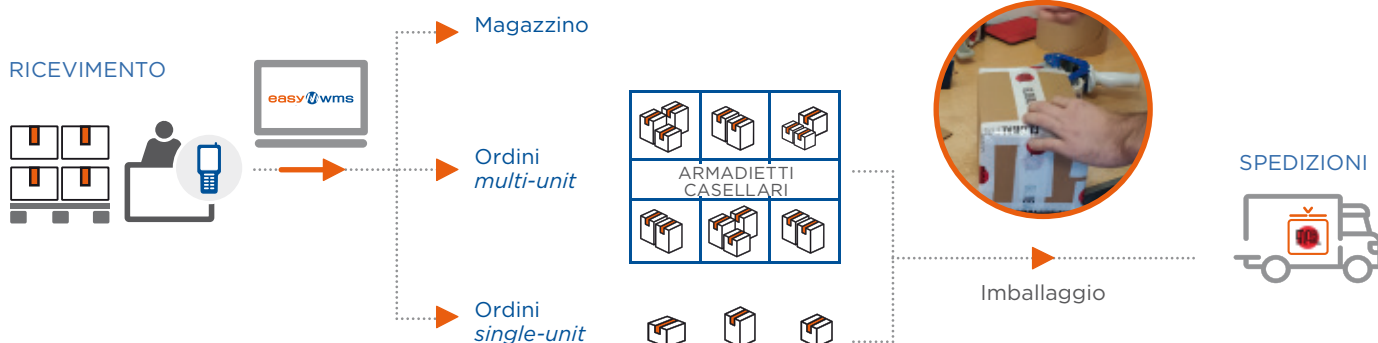 RICEVIMENTO
easy wms
Magazzino
Ordini
multi-unit
ARMADIETTI
CASELLARI
Ordini
single-unit
Imballaggio
SPEDIZIONI